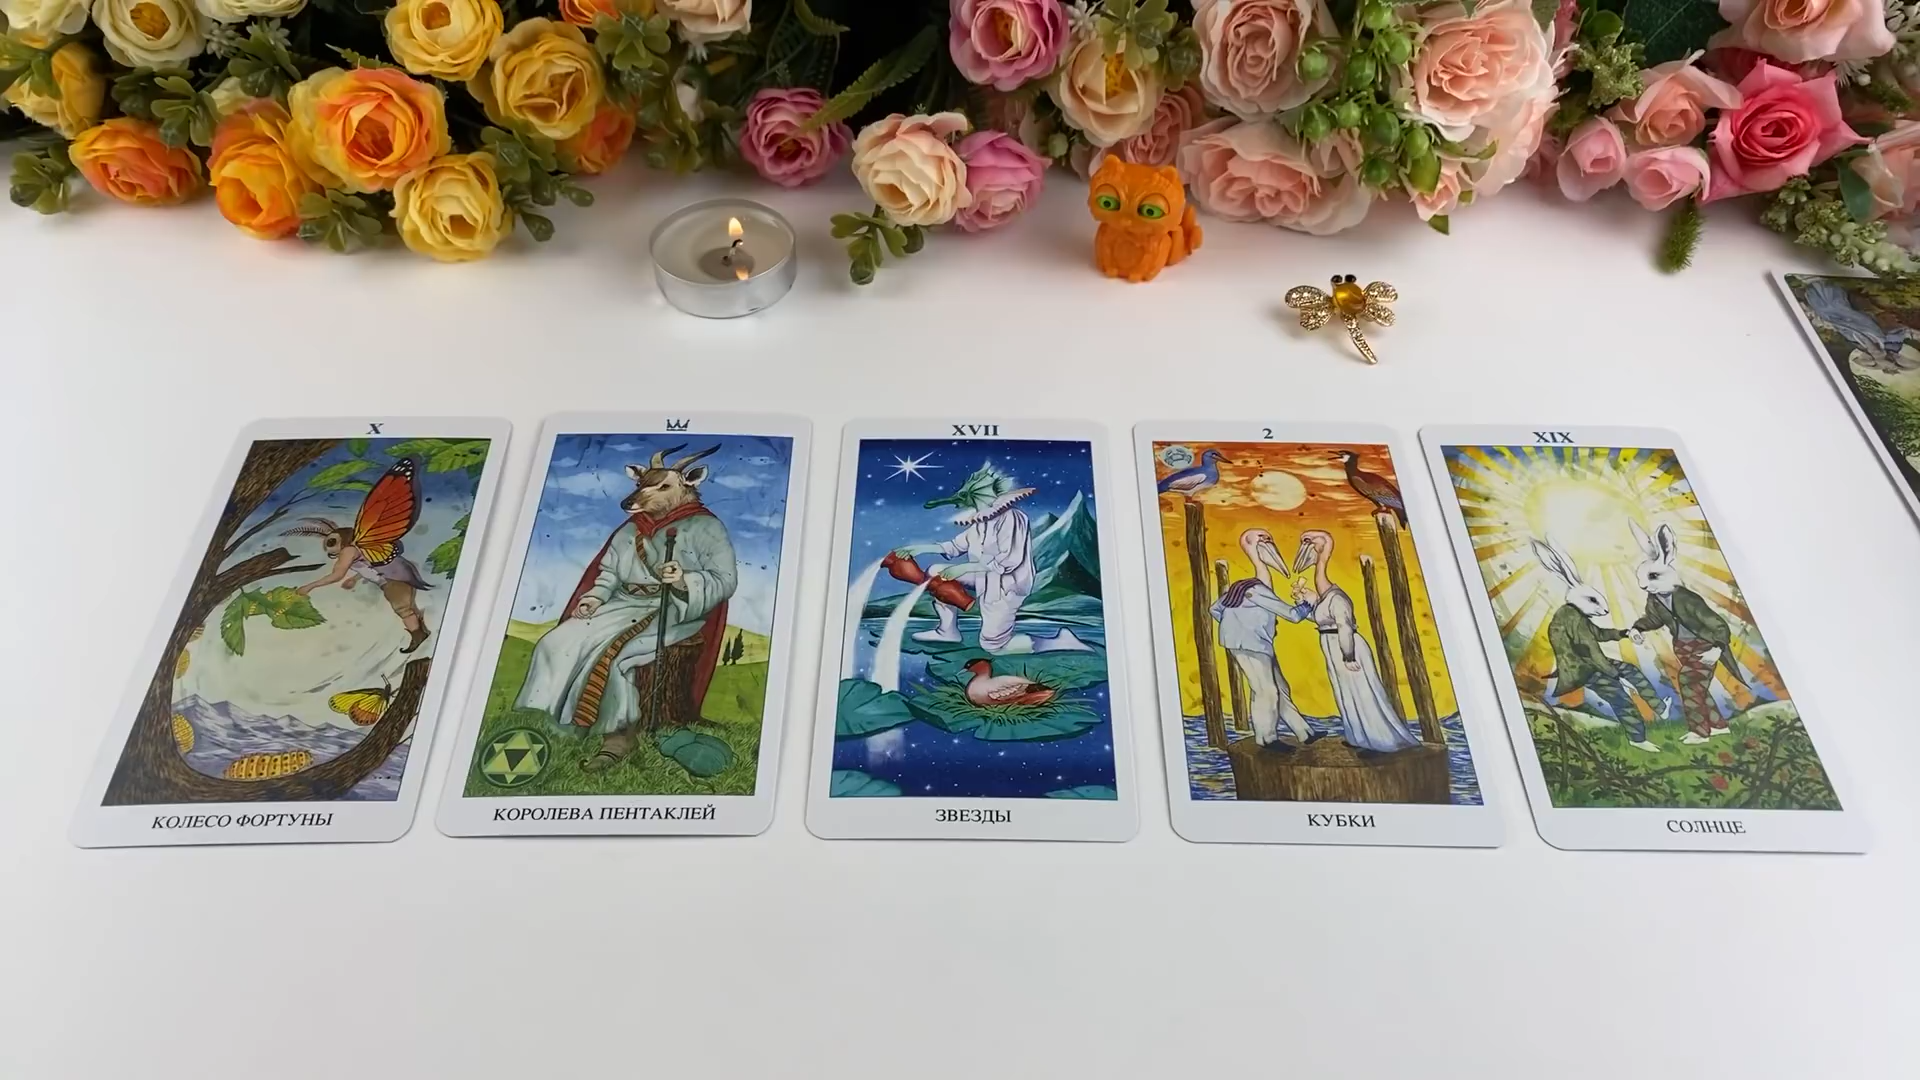 X
XVII
2
XIX
КОЛЕСО ФОРТУНЫ
КОРОЛЕВА ПЕНТАКЛЕЙ
ЗВЕЗДЫ
КУБКИ
СОЛНЦЕ